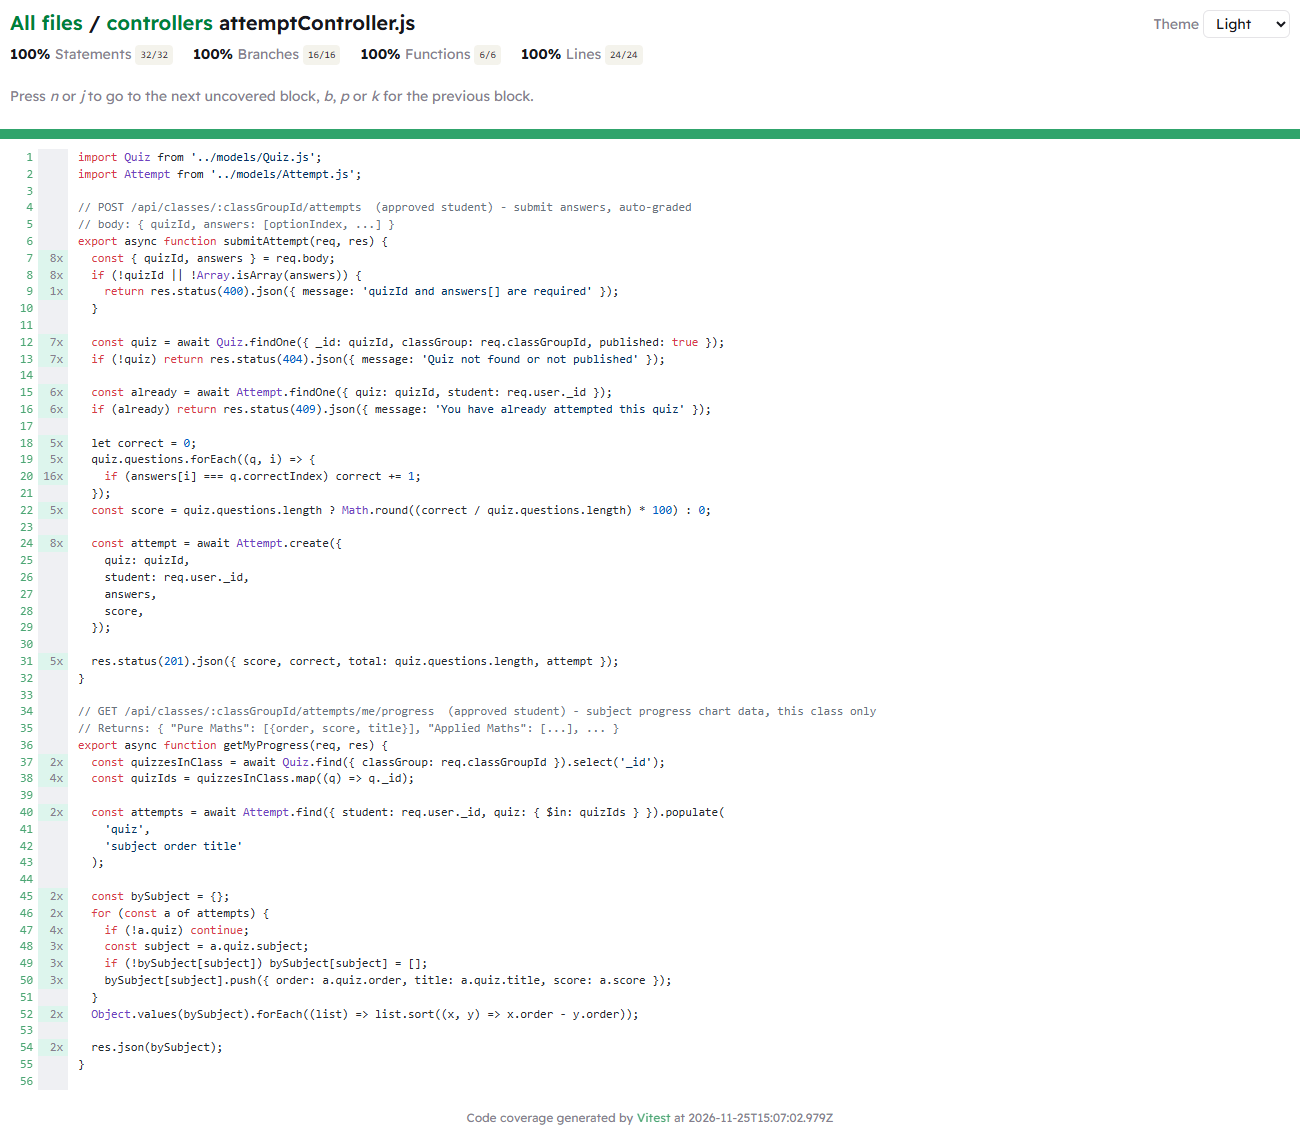 All files / controllers attemptController.js
Theme Light
100% Statements 32/32 100% Branches 16/16 100% Functions 6/6 100% Lines 24/24
Press n or j to go to the next uncovered block, b, p or k for the previous block.
1 import Quiz from '../models/Quiz.js';
2 import Attempt from '../models/Attempt.js';
3
4 // POST /api/classes/:classGroupId/attempts  (approved student) - submit answers, auto-graded
5 // body: { quizId, answers: [optionIndex, ...] }
6 export async function submitAttempt(req, res) {
7 8x   const { quizId, answers } = req.body;
8 8x   if (!quizId || !Array.isArray(answers)) {
9 1x     return res.status(400).json({ message: 'quizId and answers[] are required' });
10   }
11
12 7x   const quiz = await Quiz.findOne({ _id: quizId, classGroup: req.classGroupId, published: true });
13 7x   if (!quiz) return res.status(404).json({ message: 'Quiz not found or not published' });
14
15 6x   const already = await Attempt.findOne({ quiz: quizId, student: req.user._id });
16 6x   if (already) return res.status(409).json({ message: 'You have already attempted this quiz' });
17
18 5x   let correct = 0;
19 5x   quiz.questions.forEach((q, i) => {
20 16x     if (answers[i] === q.correctIndex) correct += 1;
21   });
22 5x   const score = quiz.questions.length ? Math.round((correct / quiz.questions.length) * 100) : 0;
23
24 8x   const attempt = await Attempt.create({
25     quiz: quizId,
26     student: req.user._id,
27     answers,
28     score,
29   });
30
31 5x   res.status(201).json({ score, correct, total: quiz.questions.length, attempt });
32 }
33
34 // GET /api/classes/:classGroupId/attempts/me/progress  (approved student) - subject progress chart data, this class only
35 // Returns: { "Pure Maths": [{order, score, title}], "Applied Maths": [...], ... }
36 export async function getMyProgress(req, res) {
37 2x   const quizzesInClass = await Quiz.find({ classGroup: req.classGroupId }).select('_id');
38 4x   const quizIds = quizzesInClass.map((q) => q._id);
39
40 2x   const attempts = await Attempt.find({ student: req.user._id, quiz: { $in: quizIds } }).populate(
41     'quiz',
42     'subject order title'
43   );
44
45 2x   const bySubject = {};
46 2x   for (const a of attempts) {
47 4x     if (!a.quiz) continue;
48 3x     const subject = a.quiz.subject;
49 3x     if (!bySubject[subject]) bySubject[subject] = [];
50 3x     bySubject[subject].push({ order: a.quiz.order, title: a.quiz.title, score: a.score });
51   }
52 2x   Object.values(bySubject).forEach((list) => list.sort((x, y) => x.order - y.order));
53
54 2x   res.json(bySubject);
55 }
56
Code coverage generated by Vitest at 2026-11-25T15:07:02.979Z